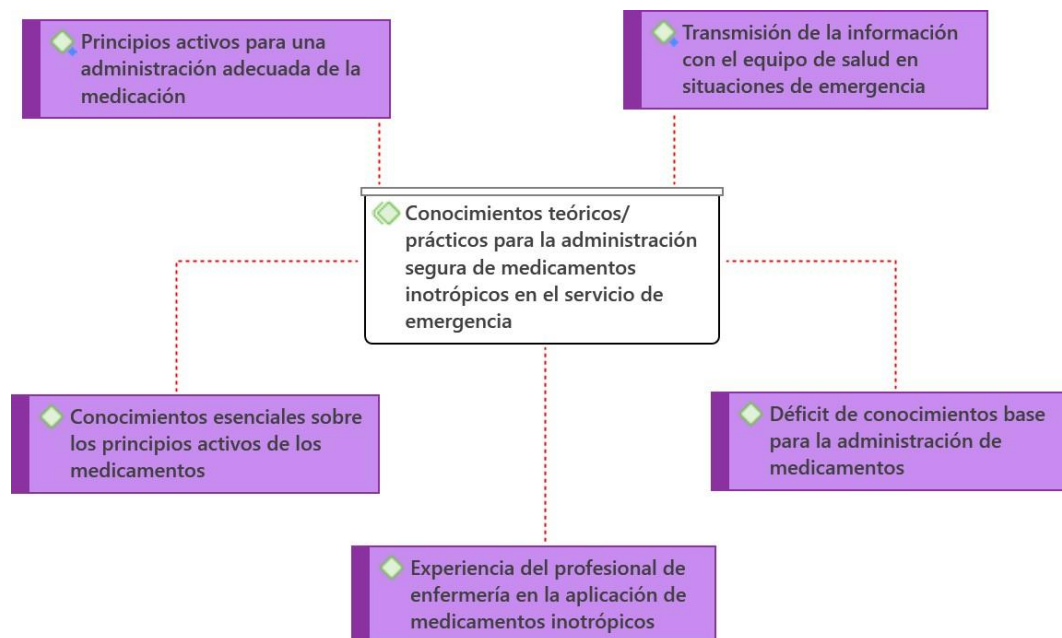 Principios activos para una
administración adecuada de la
medicación
Transmisión de la información
con el equipo de salud en
situaciones de emergencia
Conocimientos teóricos/
prácticos para la administración
segura de medicamentos
inotrópicos en el servicio de
emergencia
Conocimientos esenciales sobre
los principios activos de los
medicamentos
Déficit de conocimientos base
para la administración de
medicamentos
Experiencia del profesional de
enfermería en la aplicación de
medicamentos inotrópicos